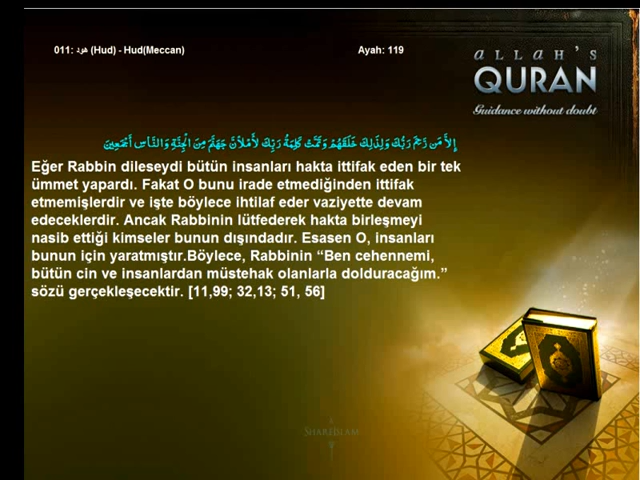 011: هود (Hud) - Hud(Meccan)
Ayah: 119
ALLAH'S
QURAN
Guidance without doubt
إِلاَّ مَن رَّحِمَ رَبُّكَ وَلِذَلِكَ خَلَقَهُمْ وَتَمَّتْ كَلِمَةُ رَبِّكَ لأَمْلأنَّ جَهَنَّمَ مِنَ الْجِنَّةِ وَالنَّاسِ أَجْمَعِينَ
Eğer Rabbin dileseydi bütün insanları hakta ittifak eden bir tek
ümmet yapardı. Fakat O bunu irade etmediğinden ittifak
etmemişlerdir ve işte böylece ihtilaf eder vaziyette devam
edeceklerdir. Ancak Rabbinin lütfederek hakta birleşmeyi
nasib ettiği kimseler bunun dışındadır. Esasen O, insanları
bunun için yaratmıştır.Böylece, Rabbinin “Ben cehennemi,
bütün cin ve insanlardan müstehak olanlarla dolduracağım.”
sözü gerçekleşecektir. [11,99; 32,13; 51, 56]
SHARIISLAM